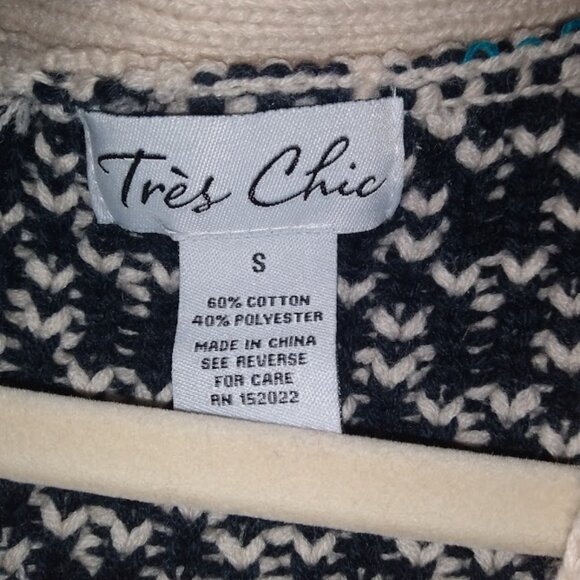 Très Chic
S
60% COTTON
40% POLYESTER
MADE IN CHINA
SEE REVERSE
FOR CARE
RN 152022